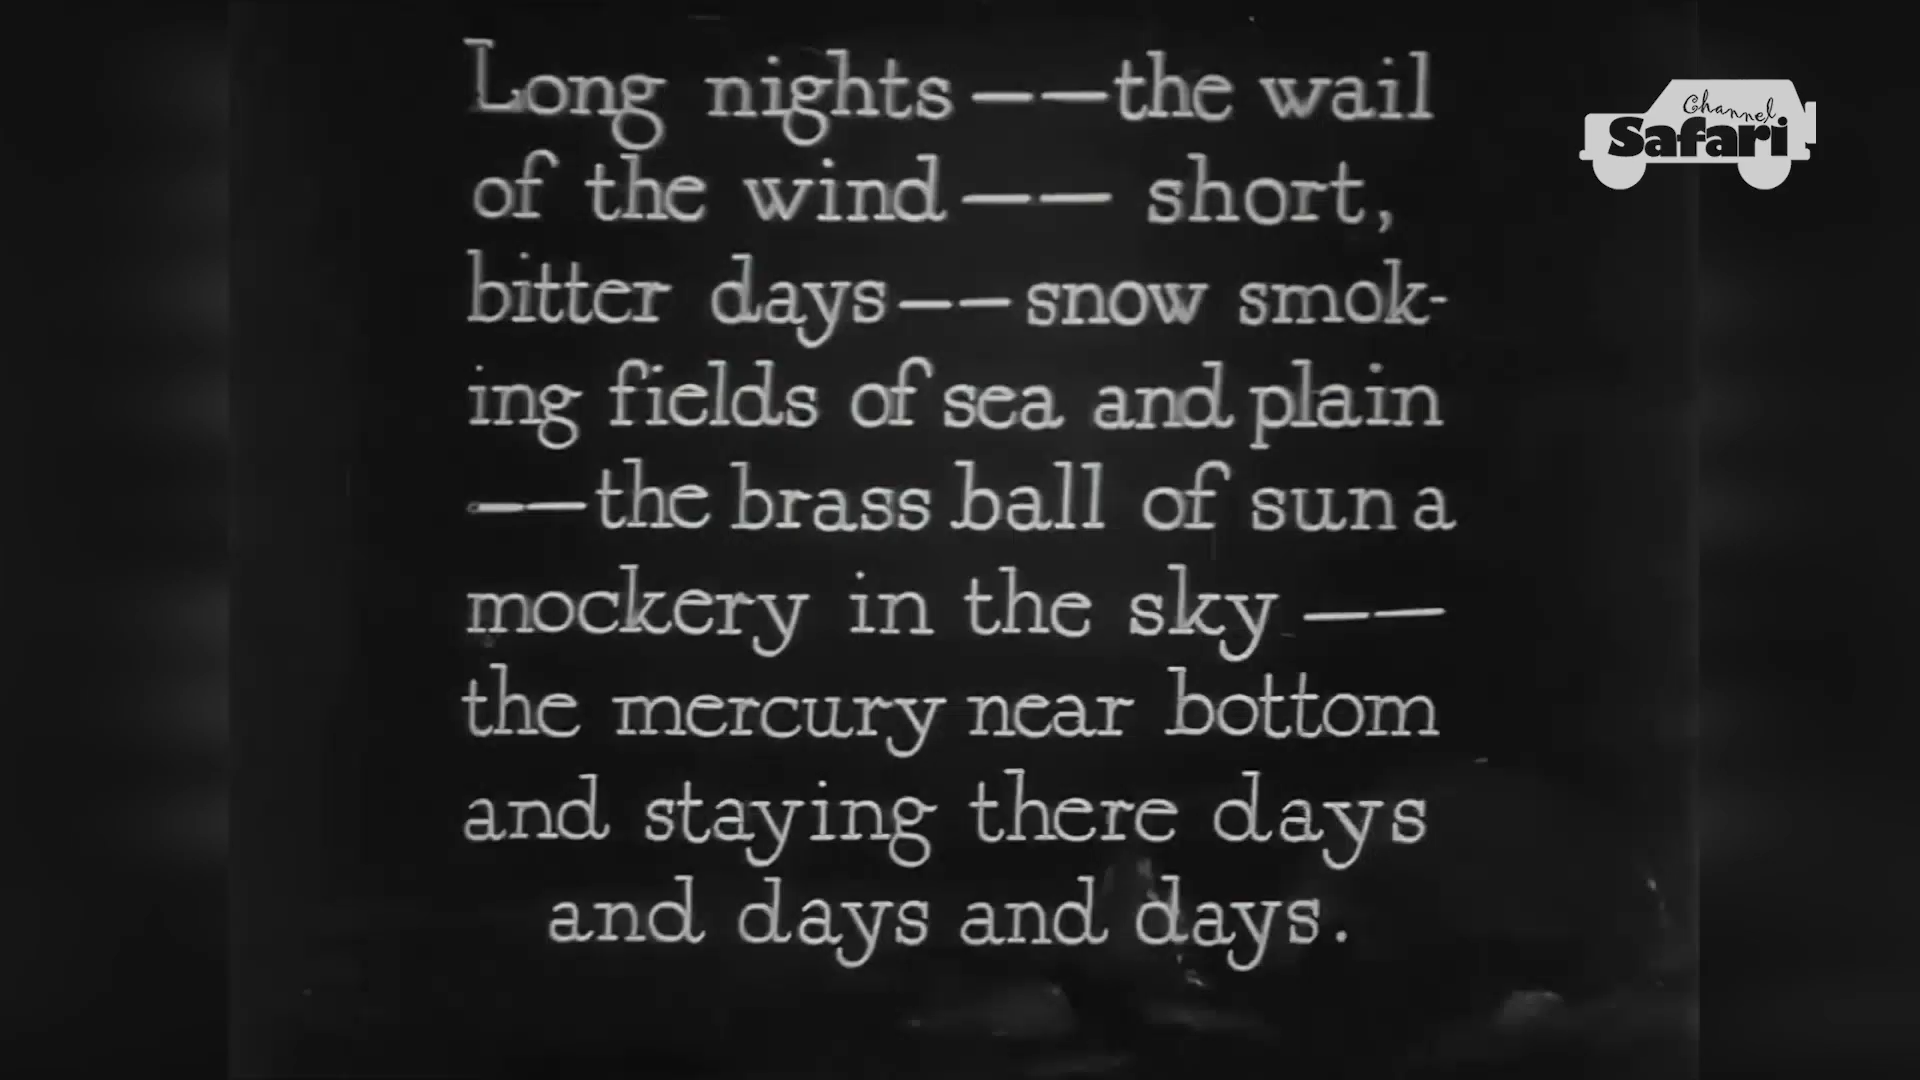 Long nights ——the wail
of the wind —— short,
bitter days——snow smok-
ing fields of sea and plain
——the brass ball of sun a
mockery in the sky ——
the mercury near bottom
and staying there days
and days and days.
Channel
Safari